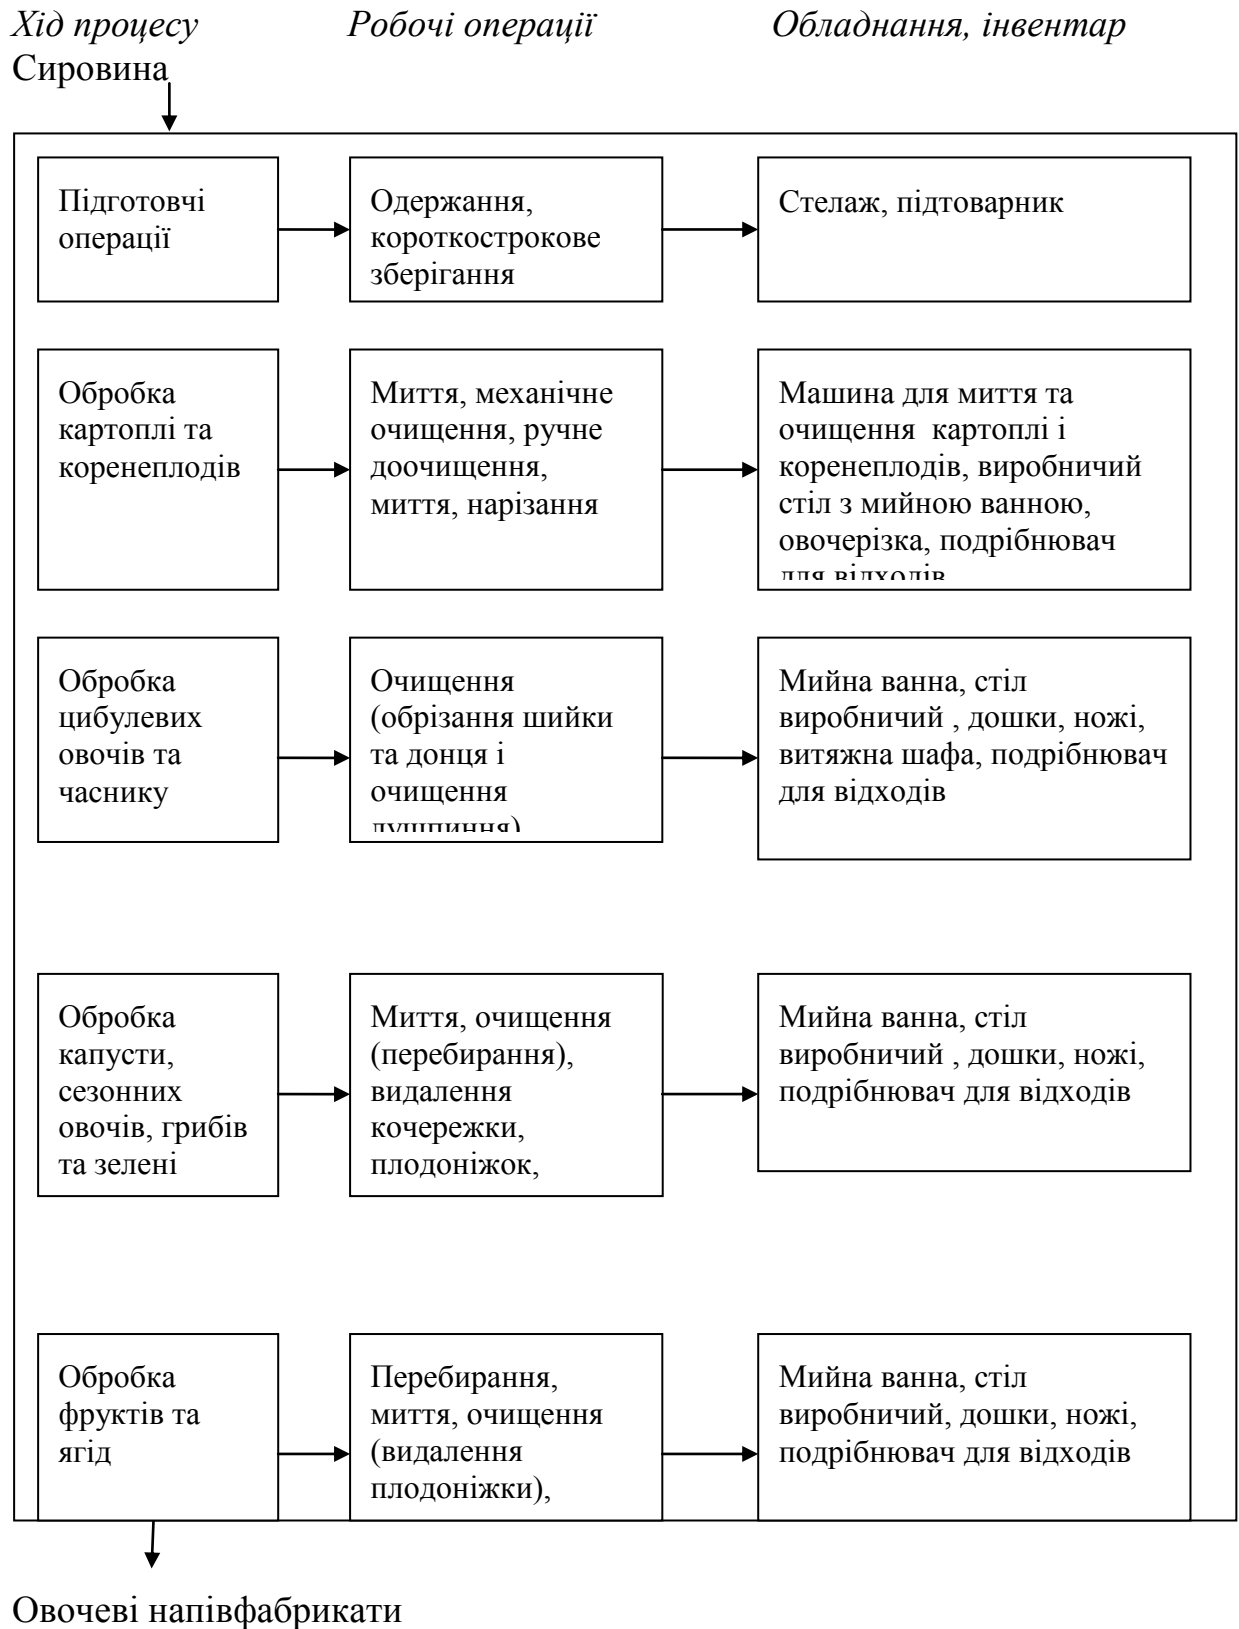 Хід процесу Робочі операції Обладнання, інвентар
Сировина
Підготовчі
операції
Одержання,
короткострокове
зберігання
Стелаж, підтоварник
Обробка
картоплі та
коренеплодів
Миття, механічне
очищення, ручне
доочищення,
миття, нарізання
Машина для миття та
очищення картоплі і
коренеплодів, виробничий
стіл з мийною ванною,
овочерізка, подрібнювач
для відходів
Обробка
цибулевих
овочів та
часнику
Очищення
(обрізання шийки
та донця і
очищення
Мийна ванна, стіл
виробничий , дошки, ножі,
витяжна шафа, подрібнювач
для відходів
Обробка
капусти,
сезонних
овочів, грибів
та зелені
Миття, очищення
(перебирання),
видалення
кочережки,
плодоніжок,
Мийна ванна, стіл
виробничий , дошки, ножі,
подрібнювач для відходів
Обробка
фруктів та
ягід
Перебирання,
миття, очищення
(видалення
плодоніжки),
Мийна ванна, стіл
виробничий, дошки, ножі,
подрібнювач для відходів
Овочеві напівфабрикати